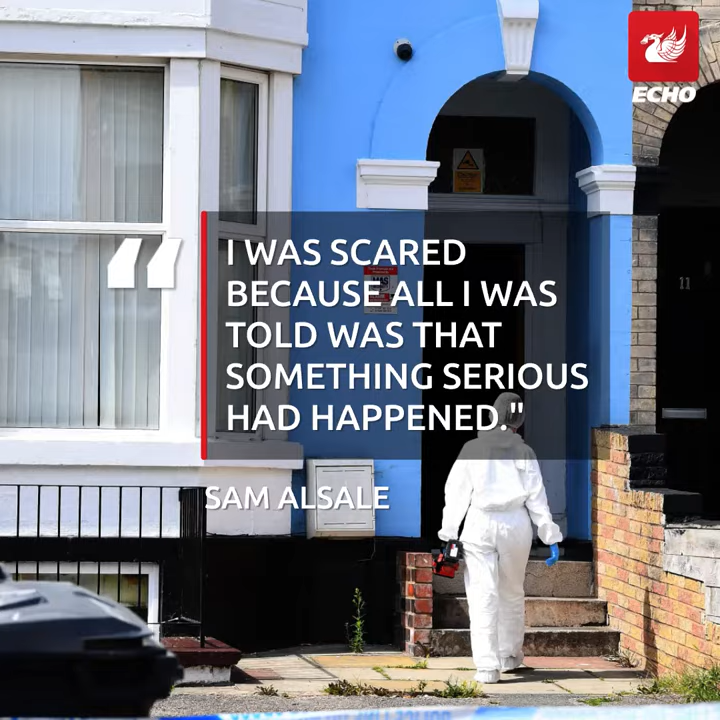 ECHO
“
I WAS SCARED
BECAUSE ALL I WAS
TOLD WAS THAT
SOMETHING SERIOUS
HAD HAPPENED."
SAM ALSALE
11